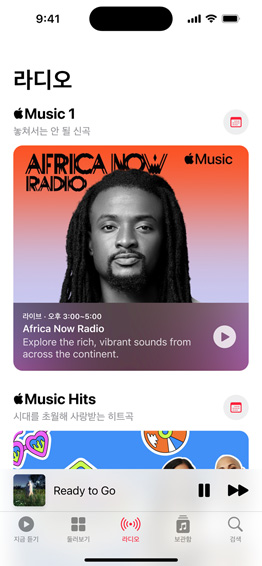 9:41
라디오
Music 1
놓쳐서는 안 될 신곡
AFRICA NOW
RADIO
Music
라이브 · 오후 3:00~5:00
Africa Now Radio
Explore the rich, vibrant sounds from
across the continent.
Music Hits
시대를 초월해 사랑받는 히트곡
Ready to Go
지금 듣기
둘러보기
라디오
보관함
검색